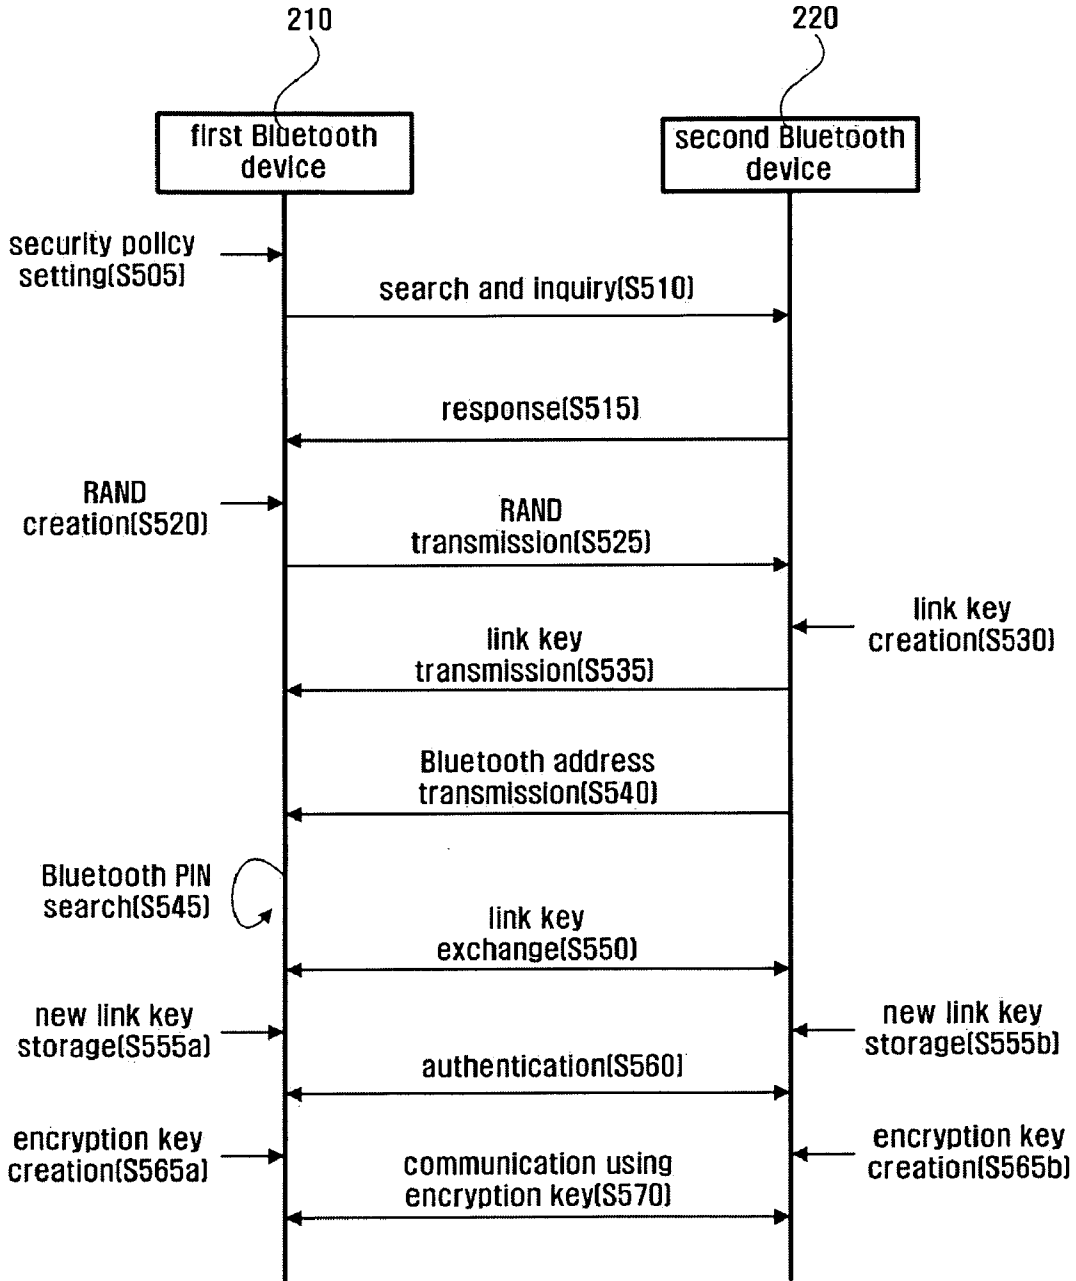 210
220
first Bluetooth
device
second Bluetooth
device
security policy
setting(S505)
search and inquiry(S510)
response(S515)
RAND
creation(S520)
RAND
transmission(S525)
link key
creation(S530)
link key
transmission(S535)
Bluetooth address
transmission(S540)
Bluetooth PIN
search(S545)
link key
exchange(S550)
new link key
storage(S555a)
new link key
storage(S555b)
authentication(S560)
encryption key
creation(S565a)
encryption key
creation(S565b)
communication using
encryption key(S570)